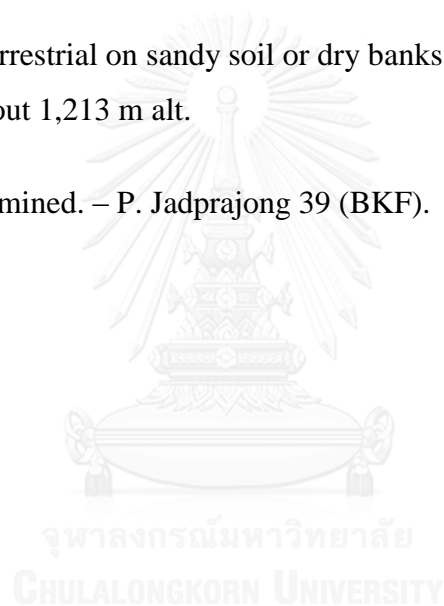 rrestrial on sandy soil or dry banks
out 1,213 m alt.
mined. – P. Jadprajong 39 (BKF).
จุฬาลงกรณ์มหาวิทยาลัย
CHULALONGKORN UNIVERSITY